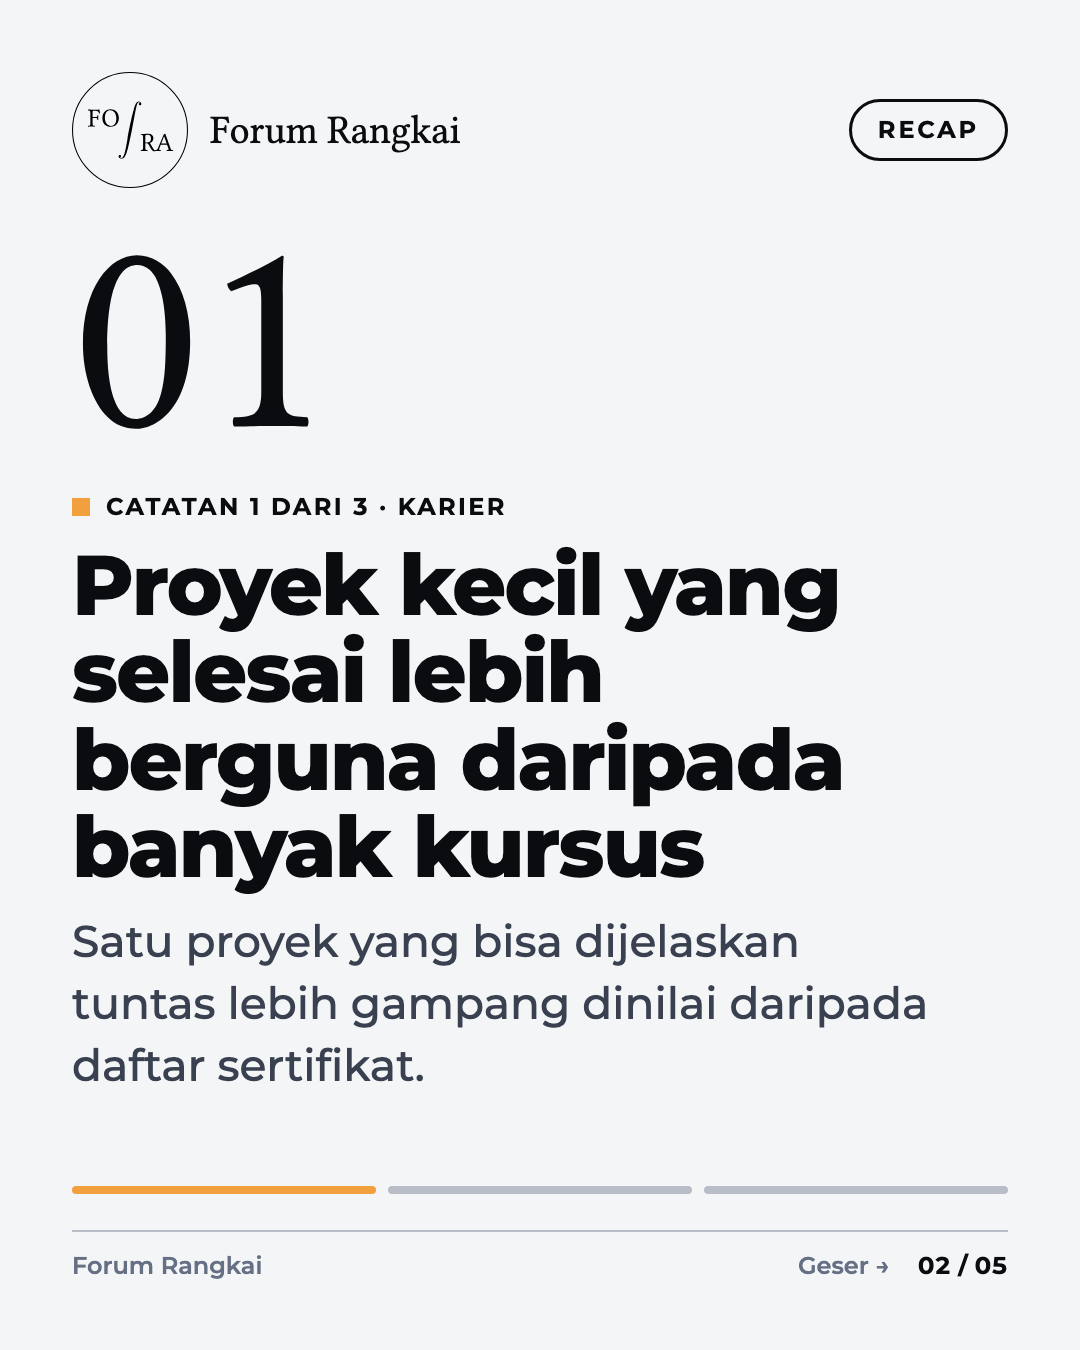 FO
RA
Forum Rangkai
RECAP
01
CATATAN 1 DARI 3 · KARIER
Proyek kecil yang
selesai lebih
berguna daripada
banyak kursus
Satu proyek yang bisa dijelaskan
tuntas lebih gampang dinilai daripada
daftar sertifikat.
Forum Rangkai
Geser → 02 / 05